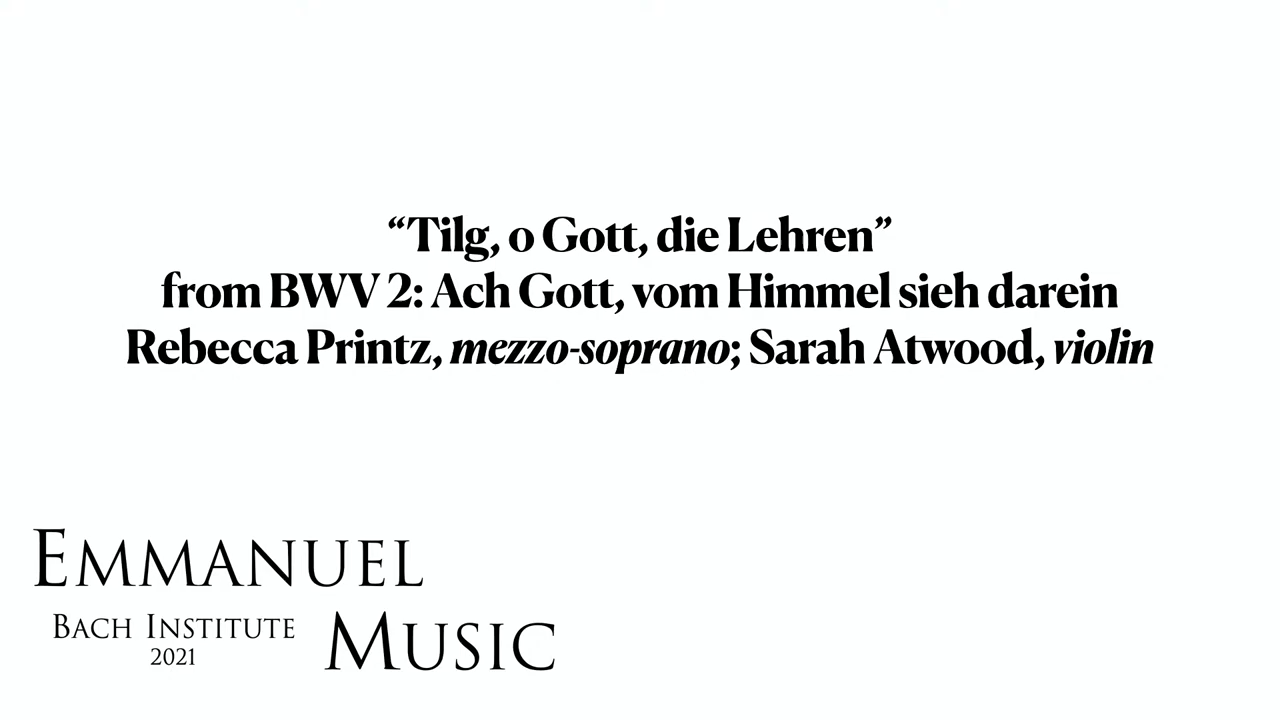 “Tilg, o Gott, die Lehren”
from BWV 2: Ach Gott, vom Himmel sieh darein
Rebecca Printz, mezzo-soprano; Sarah Atwood, violin
EMMANUEL
BACH INSTITUTE
2021
MUSIC